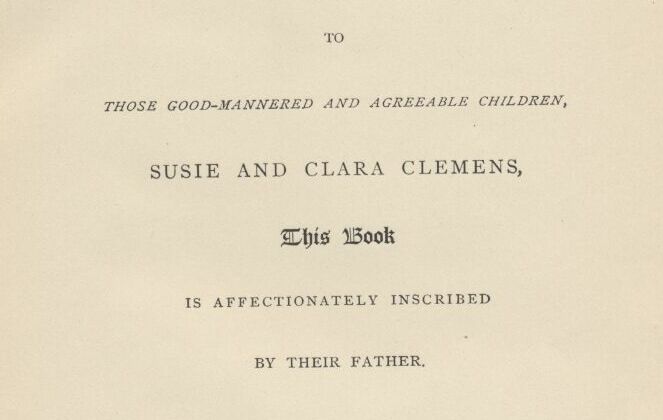 TO
THOSE GOOD-MANNERED AND AGREEABLE CHILDREN,
SUSIE AND CLARA CLEMENS,
This Book
IS AFFECTIONATELY INSCRIBED
BY THEIR FATHER.